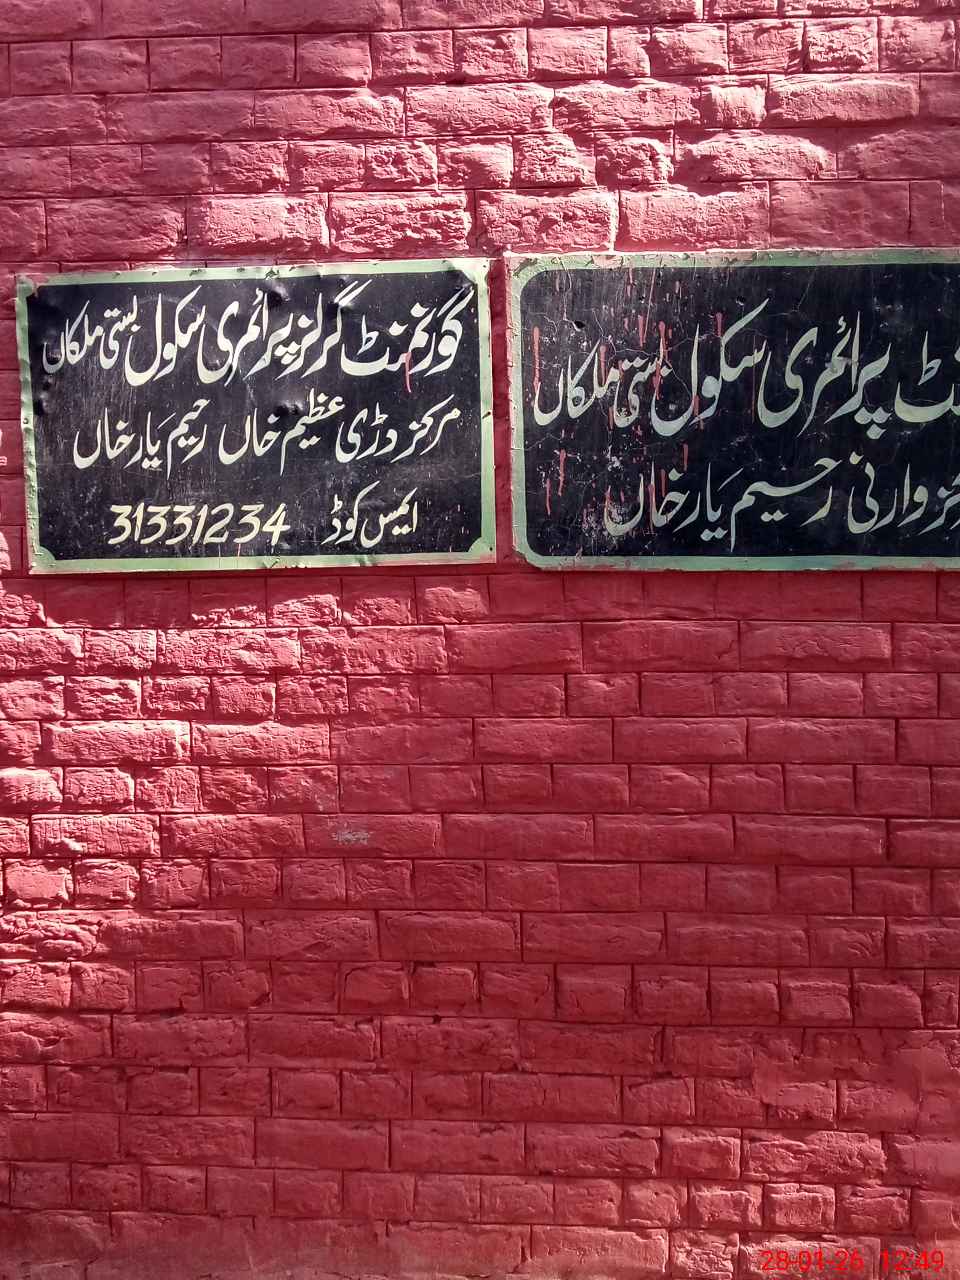 گورنمنٹ گرلز پرائمری سکول بستی ملکاں
مرکز وڑی عظیم خاں رحیم یار خاں
ایمس کوڈ 31331234
پرائمری سکول بستی ملکاں
وارنی رحیم یار خاں
28-01-26 12:49